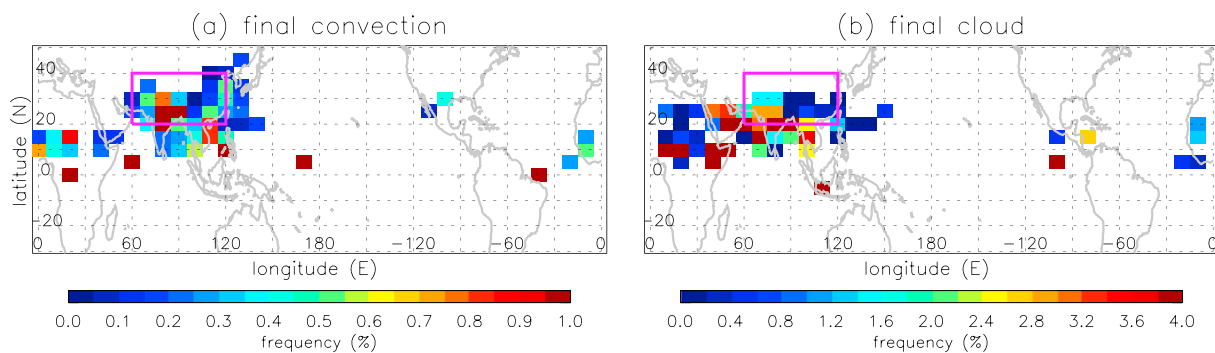 (a) final convection
(b) final cloud
latitude (N)
40
20
0
−20
0
60
120
180
−120
−60
0
longitude (E)
40
20
0
−20
0
60
120
180
−120
−60
0
longitude (E)
0.0 0.1 0.2 0.3 0.4 0.5 0.6 0.7 0.8 0.9 1.0
frequency (%)
0.0 0.4 0.8 1.2 1.6 2.0 2.4 2.8 3.2 3.6 4.0
frequency (%)